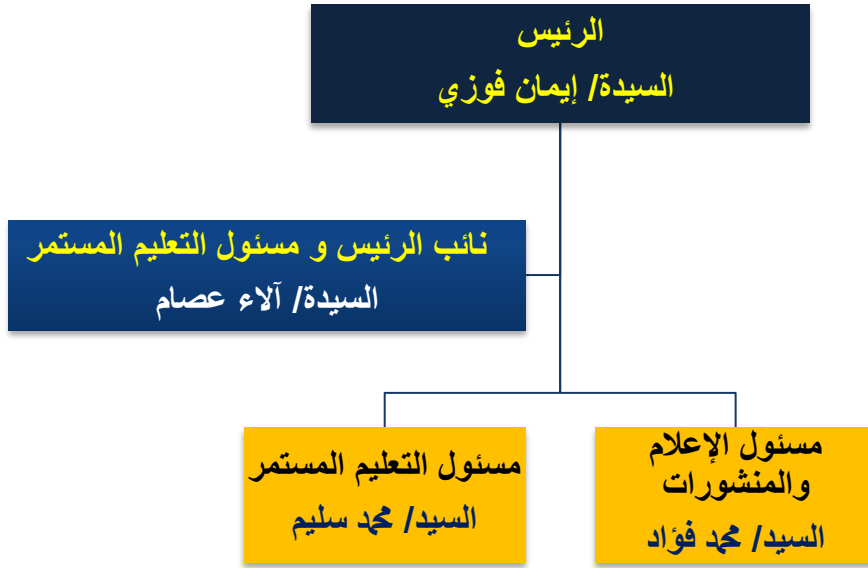 الرئيس
السيدة/ إيمان فوزي
نائب الرئيس و مسئول التعليم المستمر
السيدة/ آلاء عصام
مسئول الإعلام
والمنشورات
السيد/ محمد فؤاد
مسئول التعليم المستمر
السيد/ محمد سليم